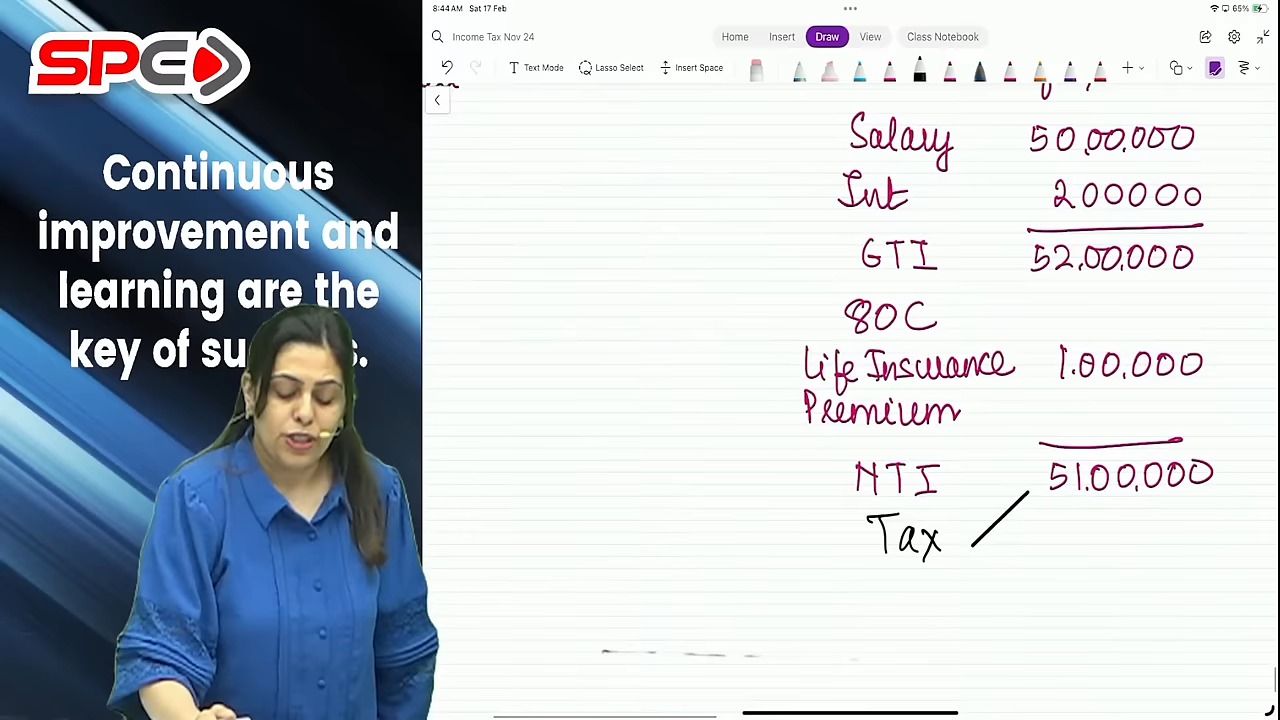 SPC
Continuous
improvement and
learning are the
key of su s.
8:44 AM Sat 17 Feb
65%
Income Tax Nov 24
Home Insert Draw View Class Notebook
Text Mode Lasso Select Insert Space
Salary 50,00,000
Int 200000
GTI 52,00,000
80C
Life Insurance 1,00,000
Premium
NTI 51,00,000
Tax